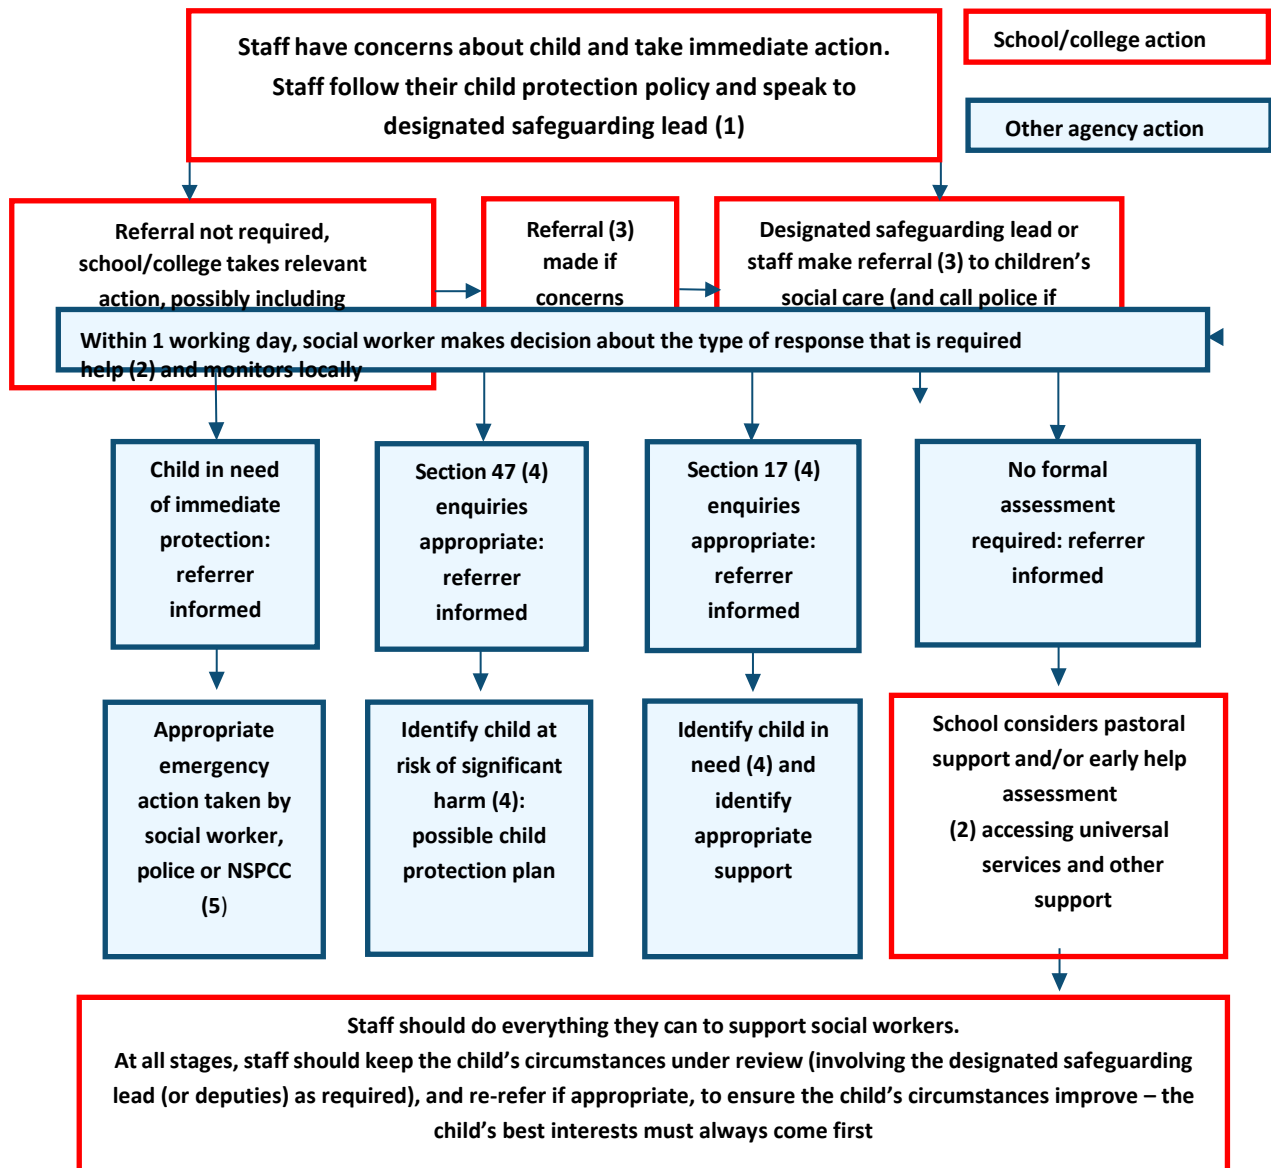 Staff have concerns about child and take immediate action.
Staff follow their child protection policy and speak to
designated safeguarding lead (1)
School/college action
Other agency action
Referral not required,
school/college takes relevant
action, possibly including
help (2) and monitors locally
Referral (3)
made if
concerns
Designated safeguarding lead or
staff make referral (3) to children’s
social care (and call police if
Within 1 working day, social worker makes decision about the type of response that is required
Child in need
of immediate
protection:
referrer
informed
Section 47 (4)
enquiries
appropriate:
referrer
informed
Section 17 (4)
enquiries
appropriate:
referrer
informed
No formal
assessment
required: referrer
informed
Appropriate
emergency
action taken by
social worker,
police or NSPCC
(5)
Identify child at
risk of significant
harm (4):
possible child
protection plan
Identify child in
need (4) and
identify
appropriate
support
School considers pastoral
support and/or early help
assessment
(2) accessing universal
services and other
support
Staff should do everything they can to support social workers.
At all stages, staff should keep the child’s circumstances under review (involving the designated safeguarding
lead (or deputies) as required), and re-refer if appropriate, to ensure the child’s circumstances improve – the
child’s best interests must always come first